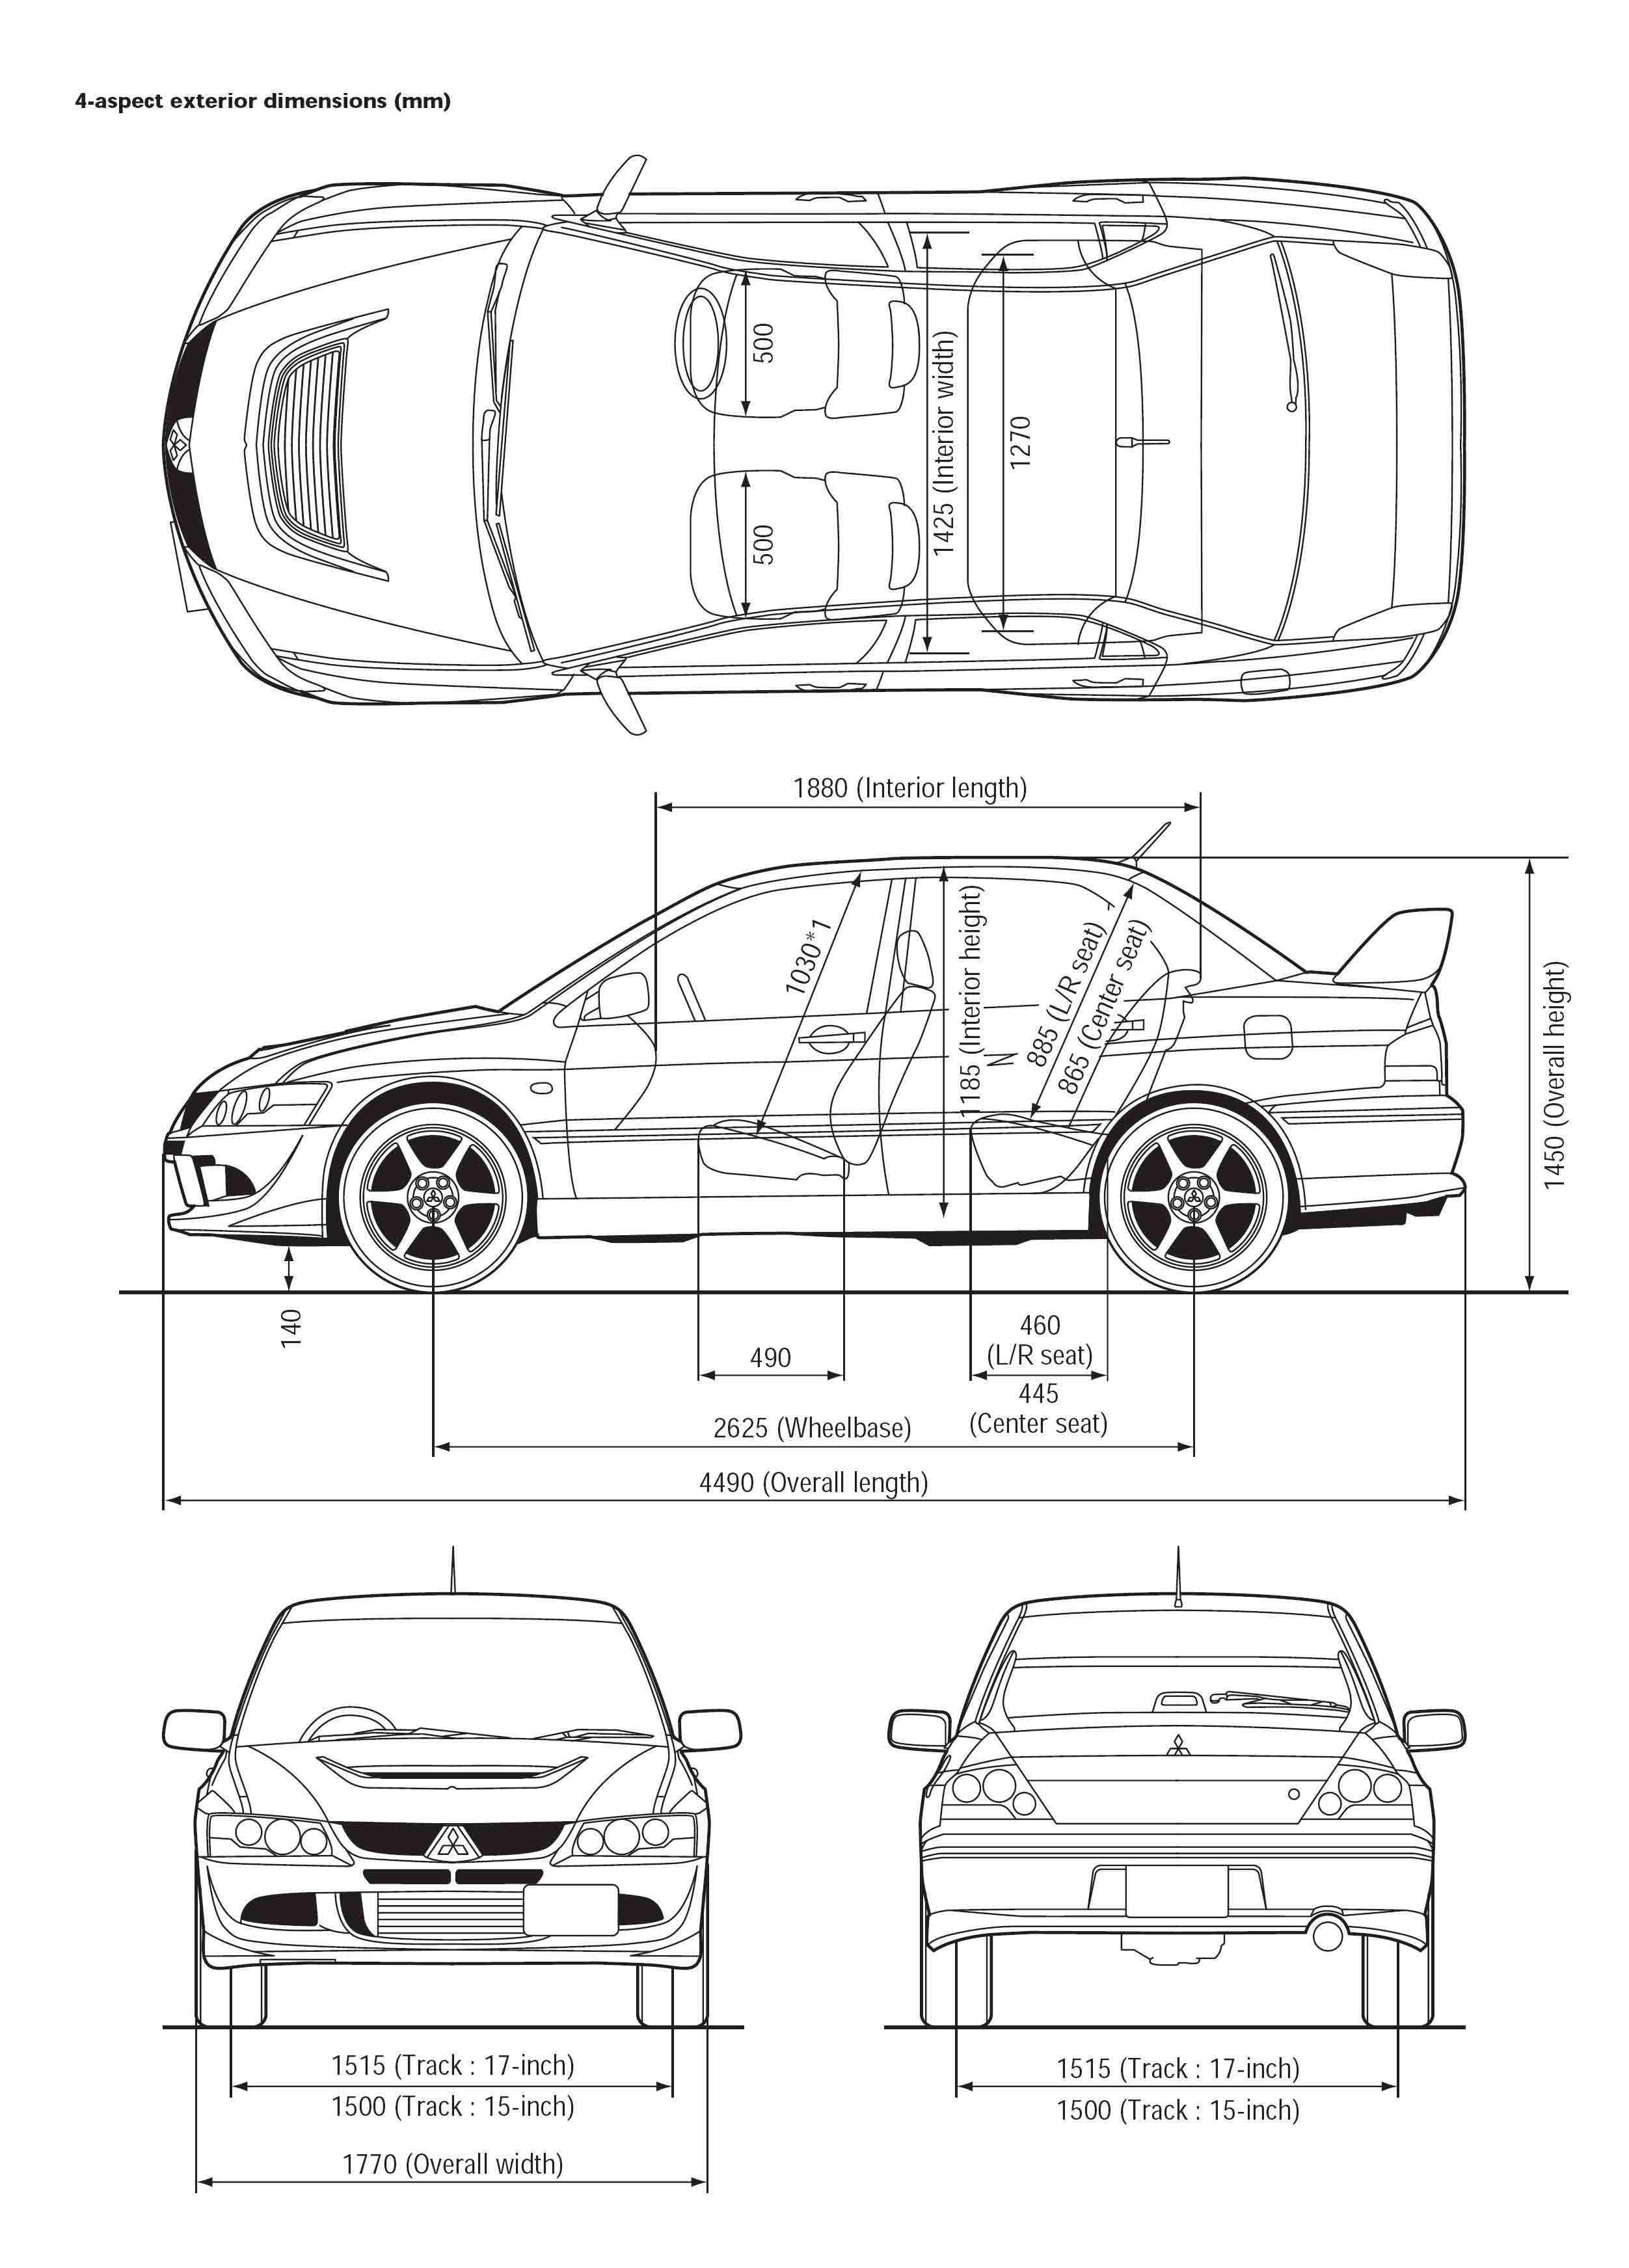 4-aspect exterior dimensions (mm)
500
500
1425 (Interior width)
1270
1880 (Interior length)
1030*1
1185 (Interior height)
885 (L/R seat)
865 (Center seat)
1450 (Overall height)
140
490
460
(L/R seat)
445
(Center seat)
2625 (Wheelbase)
4490 (Overall length)
1515 (Track : 17-inch)
1500 (Track : 15-inch)
1770 (Overall width)
1515 (Track : 17-inch)
1500 (Track : 15-inch)